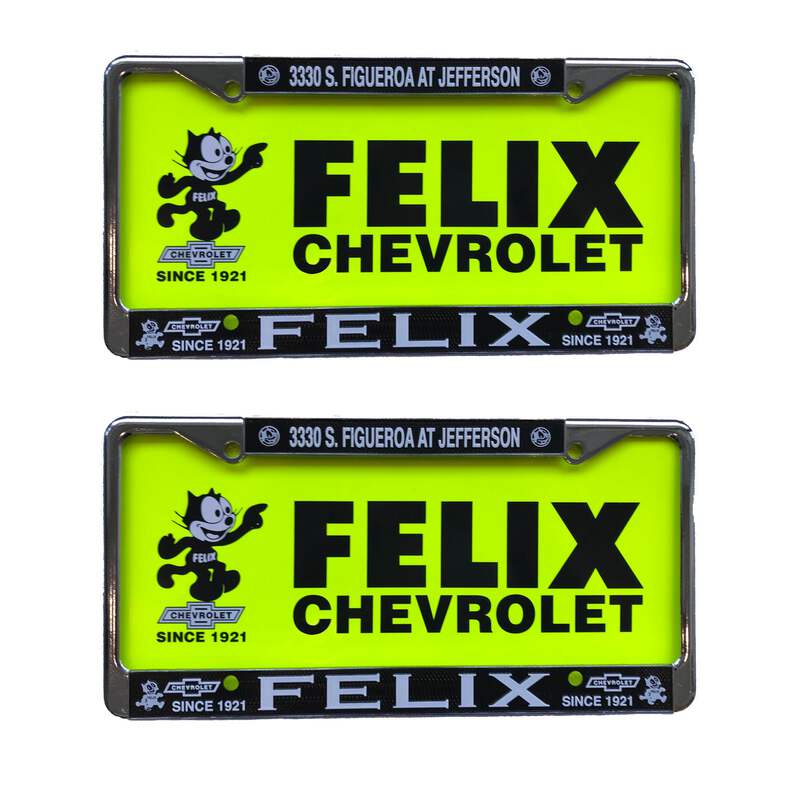 3330 S. FIGUEROA AT JEFFERSON
FELIX
FELIX
CHEVROLET
CHEVROLET
SINCE 1921
CHEVROLET
SINCE 1921
FELIX
CHEVROLET
SINCE 1921
3330 S. FIGUEROA AT JEFFERSON
FELIX
FELIX
CHEVROLET
CHEVROLET
SINCE 1921
CHEVROLET
SINCE 1921
FELIX
CHEVROLET
SINCE 1921